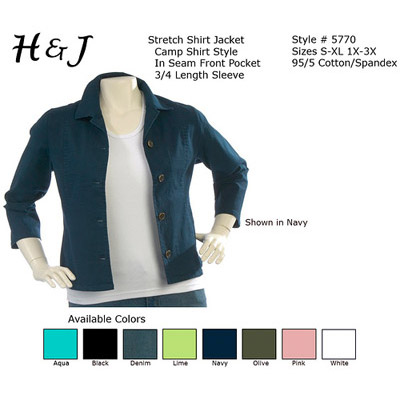 H & J
Stretch Shirt Jacket
Camp Shirt Style
In Seam Front Pocket
3/4 Length Sleeve
Style # 5770
Sizes S-XL 1X-3X
95/5 Cotton/Spandex
Shown in Navy
Available Colors
Aqua Black Denim Lime Navy Olive Pink White